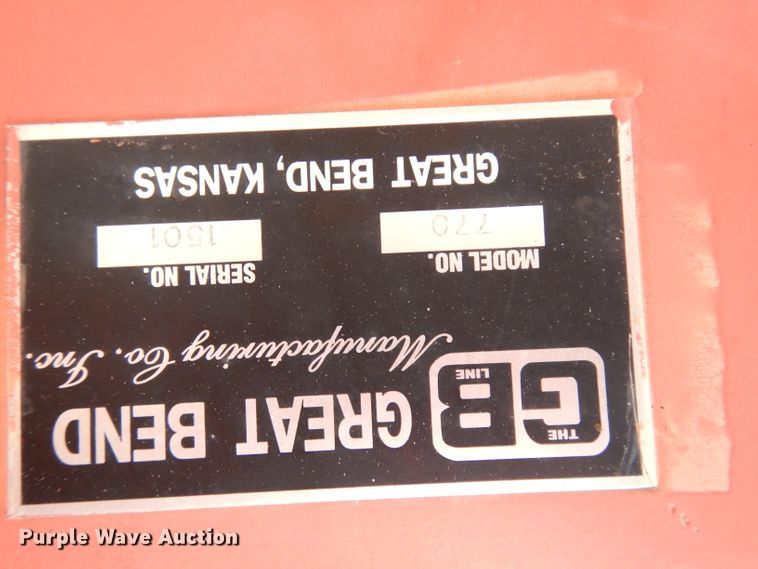 THE
GB
LINE
GREAT BEND
Manufacturing Co. Inc.
MODEL NO. SERIAL NO.
770 1501
GREAT BEND, KANSAS
Purple Wave Auction